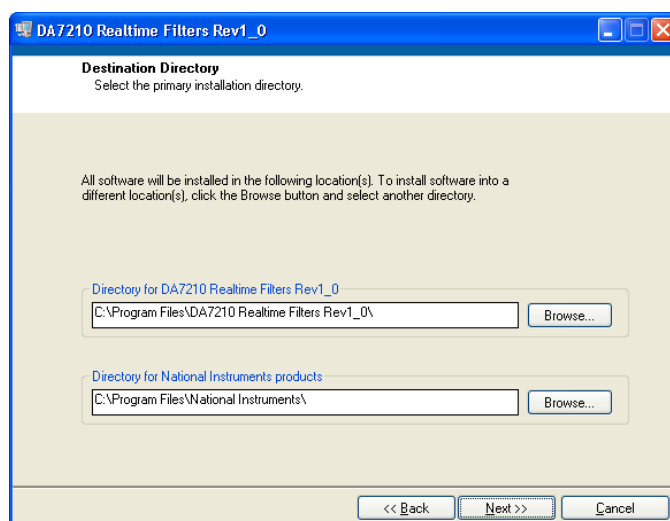 DA7210 Realtime Filters Rev1_0
Destination Directory
Select the primary installation directory.
All software will be installed in the following location(s). To install software into a
different location(s), click the Browse button and select another directory.
Directory for DA7210 Realtime Filters Rev1_0
C:\Program Files\DA7210 Realtime Filters Rev1_0\
Browse...
Directory for National Instruments products
C:\Program Files\National Instruments\
Browse...
<< Back
Next >>
Cancel